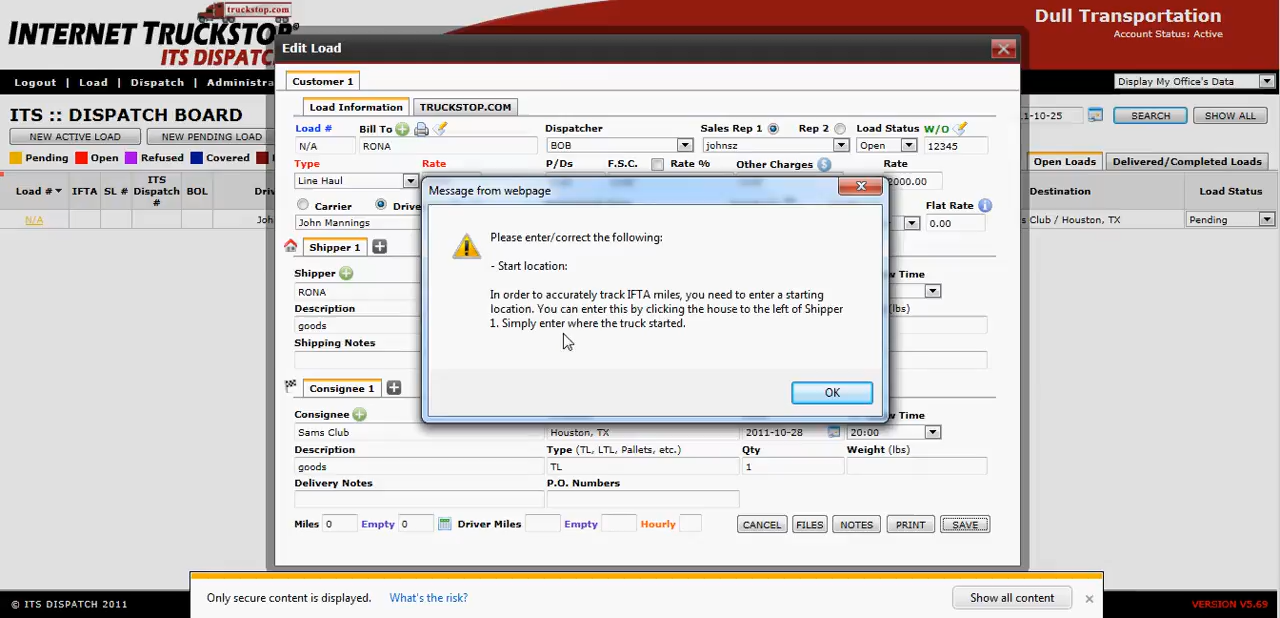 truckstop.com
INTERNET TRUCKSTOP®
ITS DISPATC
Dull Transportation
Account Status: Active
Logout | Load | Dispatch | Administra
Display My Office's Data
ITS :: DISPATCH BOARD
NEW ACTIVE LOAD NEW PENDING LOAD
1-10-25 SEARCH SHOW ALL
Pending Open Refused Covered
Open Loads Delivered/Completed Loads
Load # IFTA SL # ITS Dispatch # BOL Driv
Destination Load Status
N/A Joh
s Club / Houston, TX Pending
Edit Load
Customer 1
Load Information TRUCKSTOP.COM
Load # Bill To Dispatcher Sales Rep 1 Rep 2 Load Status W/O
N/A RONA BOB johnsz Open 12345
Type Rate P/Ds F.S.C. Rate % Other Charges Rate
Line Haul 2000.00
Carrier Drive Flat Rate
John Mannings 0.00
Shipper 1
Shipper w Time
RONA
Description (lbs)
goods
Shipping Notes
Consignee 1
Consignee w Time
Sams Club Houston, TX 2011-10-28 20:00
Description Type (TL, LTL, Pallets, etc.) Qty Weight (lbs)
goods TL 1
Delivery Notes P.O. Numbers
Miles 0 Empty 0 Driver Miles Empty Hourly CANCEL FILES NOTES PRINT SAVE
Message from webpage
Please enter/correct the following:
- Start location:
In order to accurately track IFTA miles, you need to enter a starting
location. You can enter this by clicking the house to the left of Shipper
1. Simply enter where the truck started.
OK
Only secure content is displayed. What's the risk? Show all content
© ITS DISPATCH 2011
VERSION V5.69